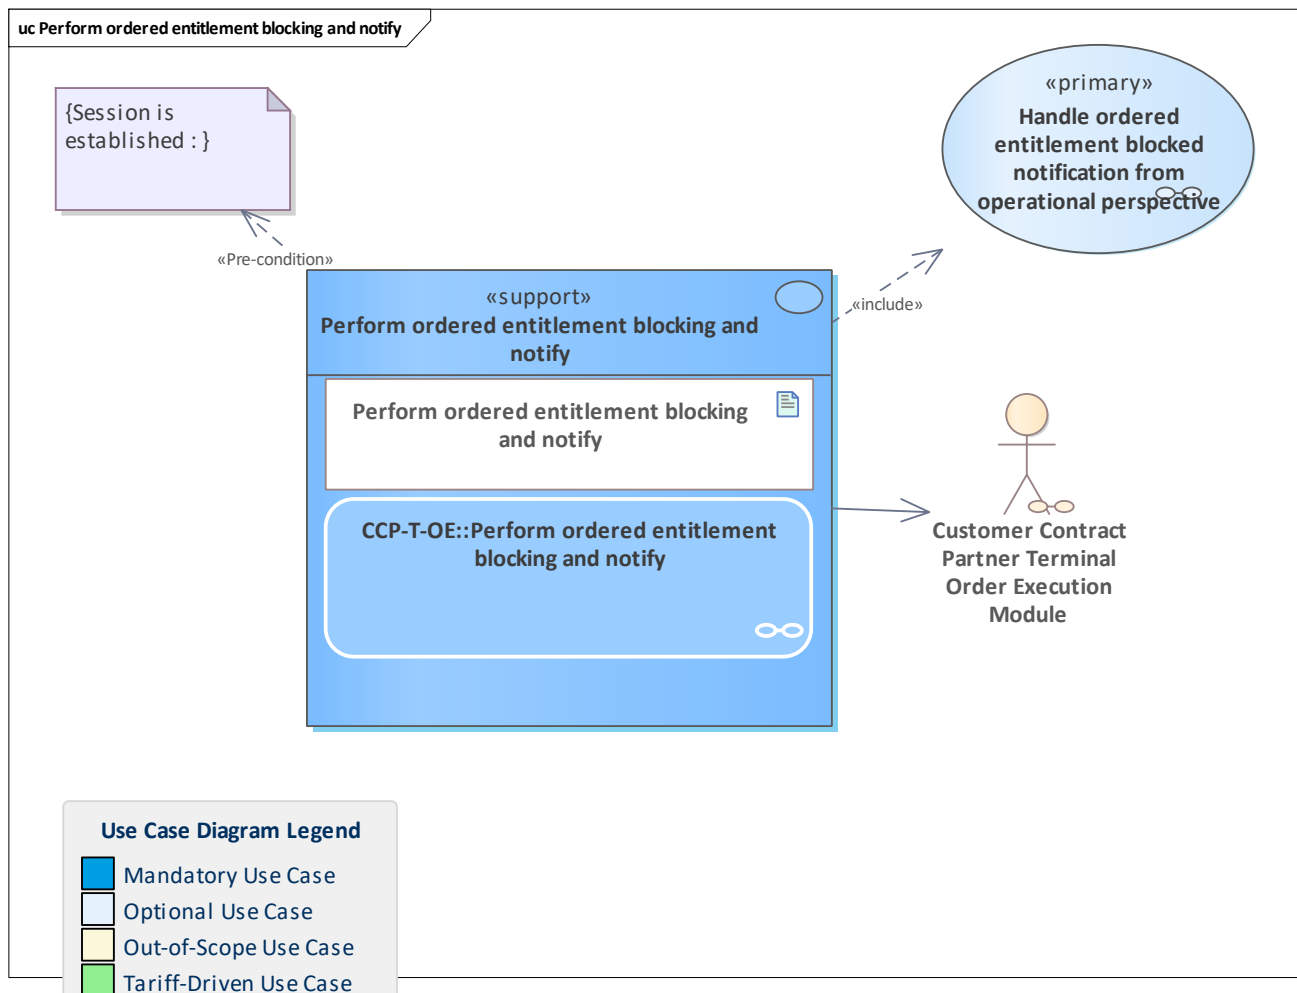 uc Perform ordered entitlement blocking and notify
{Session is
established : }
«primary»
Handle ordered
entitlement blocked
notification from
operational perspective
«Pre-condition»
«include»
«support»
Perform ordered entitlement blocking and
notify
Perform ordered entitlement blocking
and notify
CCP-T-OE::Perform ordered entitlement
blocking and notify
Customer Contract
Partner Terminal
Order Execution
Module
Use Case Diagram Legend
Mandatory Use Case
Optional Use Case
Out-of-Scope Use Case
Tariff-Driven Use Case